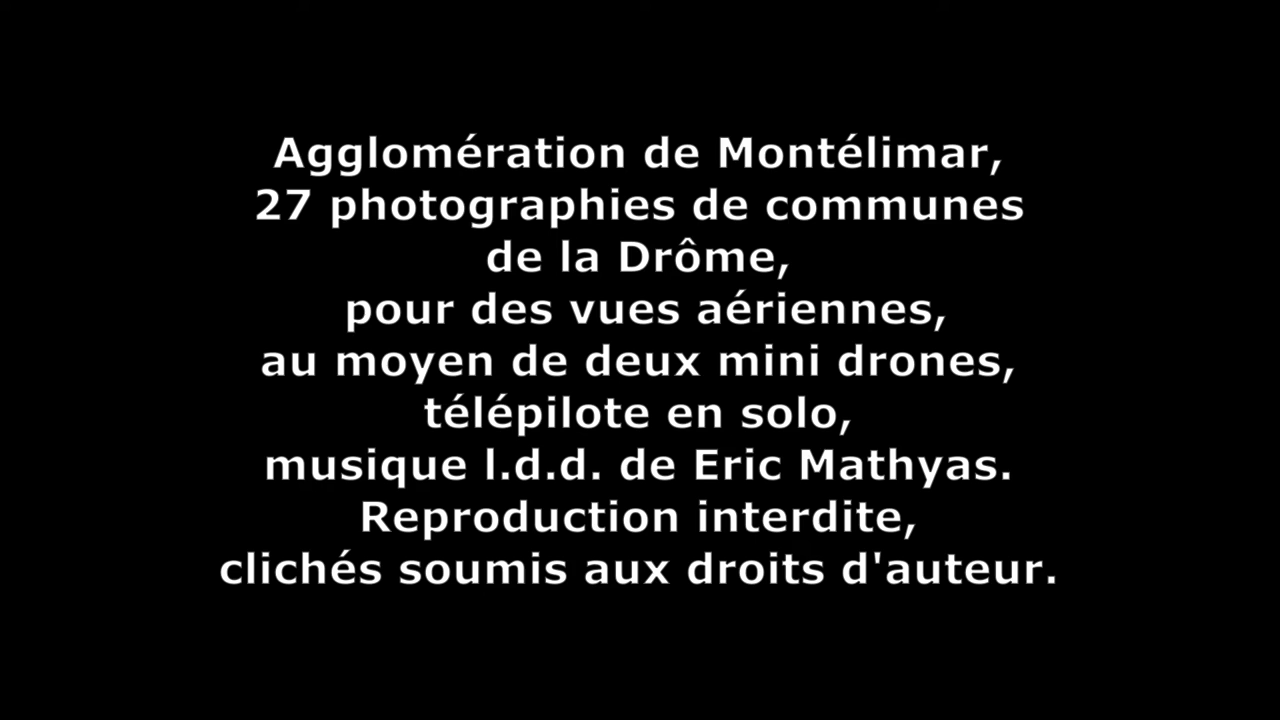 Agglomération de Montélimar,
27 photographies de communes
de la Drôme,
pour des vues aériennes,
au moyen de deux mini drones,
télépilote en solo,
musique l.d.d. de Eric Mathyas.
Reproduction interdite,
clichés soumis aux droits d'auteur.